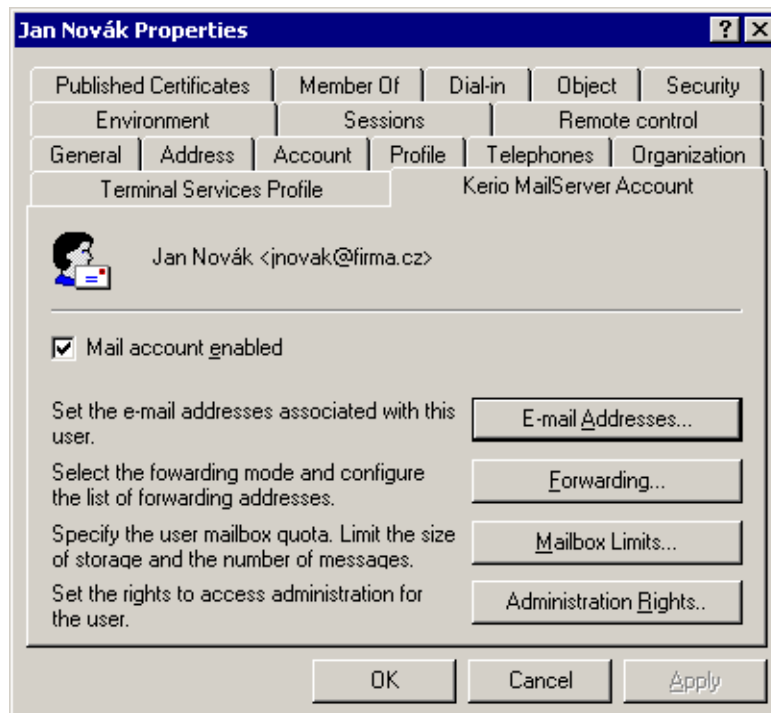 Jan Novák Properties
Published Certificates Member Of Dial-in Object Security
Environment Sessions Remote control
General Address Account Profile Telephones Organization
Terminal Services Profile Kerio MailServer Account
Jan Novák <jnovak@firma.cz>
Mail account enabled
Set the e-mail addresses associated with this
user.
E-mail Addresses...
Select the fowarding mode and configure
the list of forwarding addresses.
Forwarding...
Specify the user mailbox quota. Limit the size
of storage and the number of messages.
Mailbox Limits...
Set the rights to access administration for
the user.
Administration Rights..
OK Cancel Apply